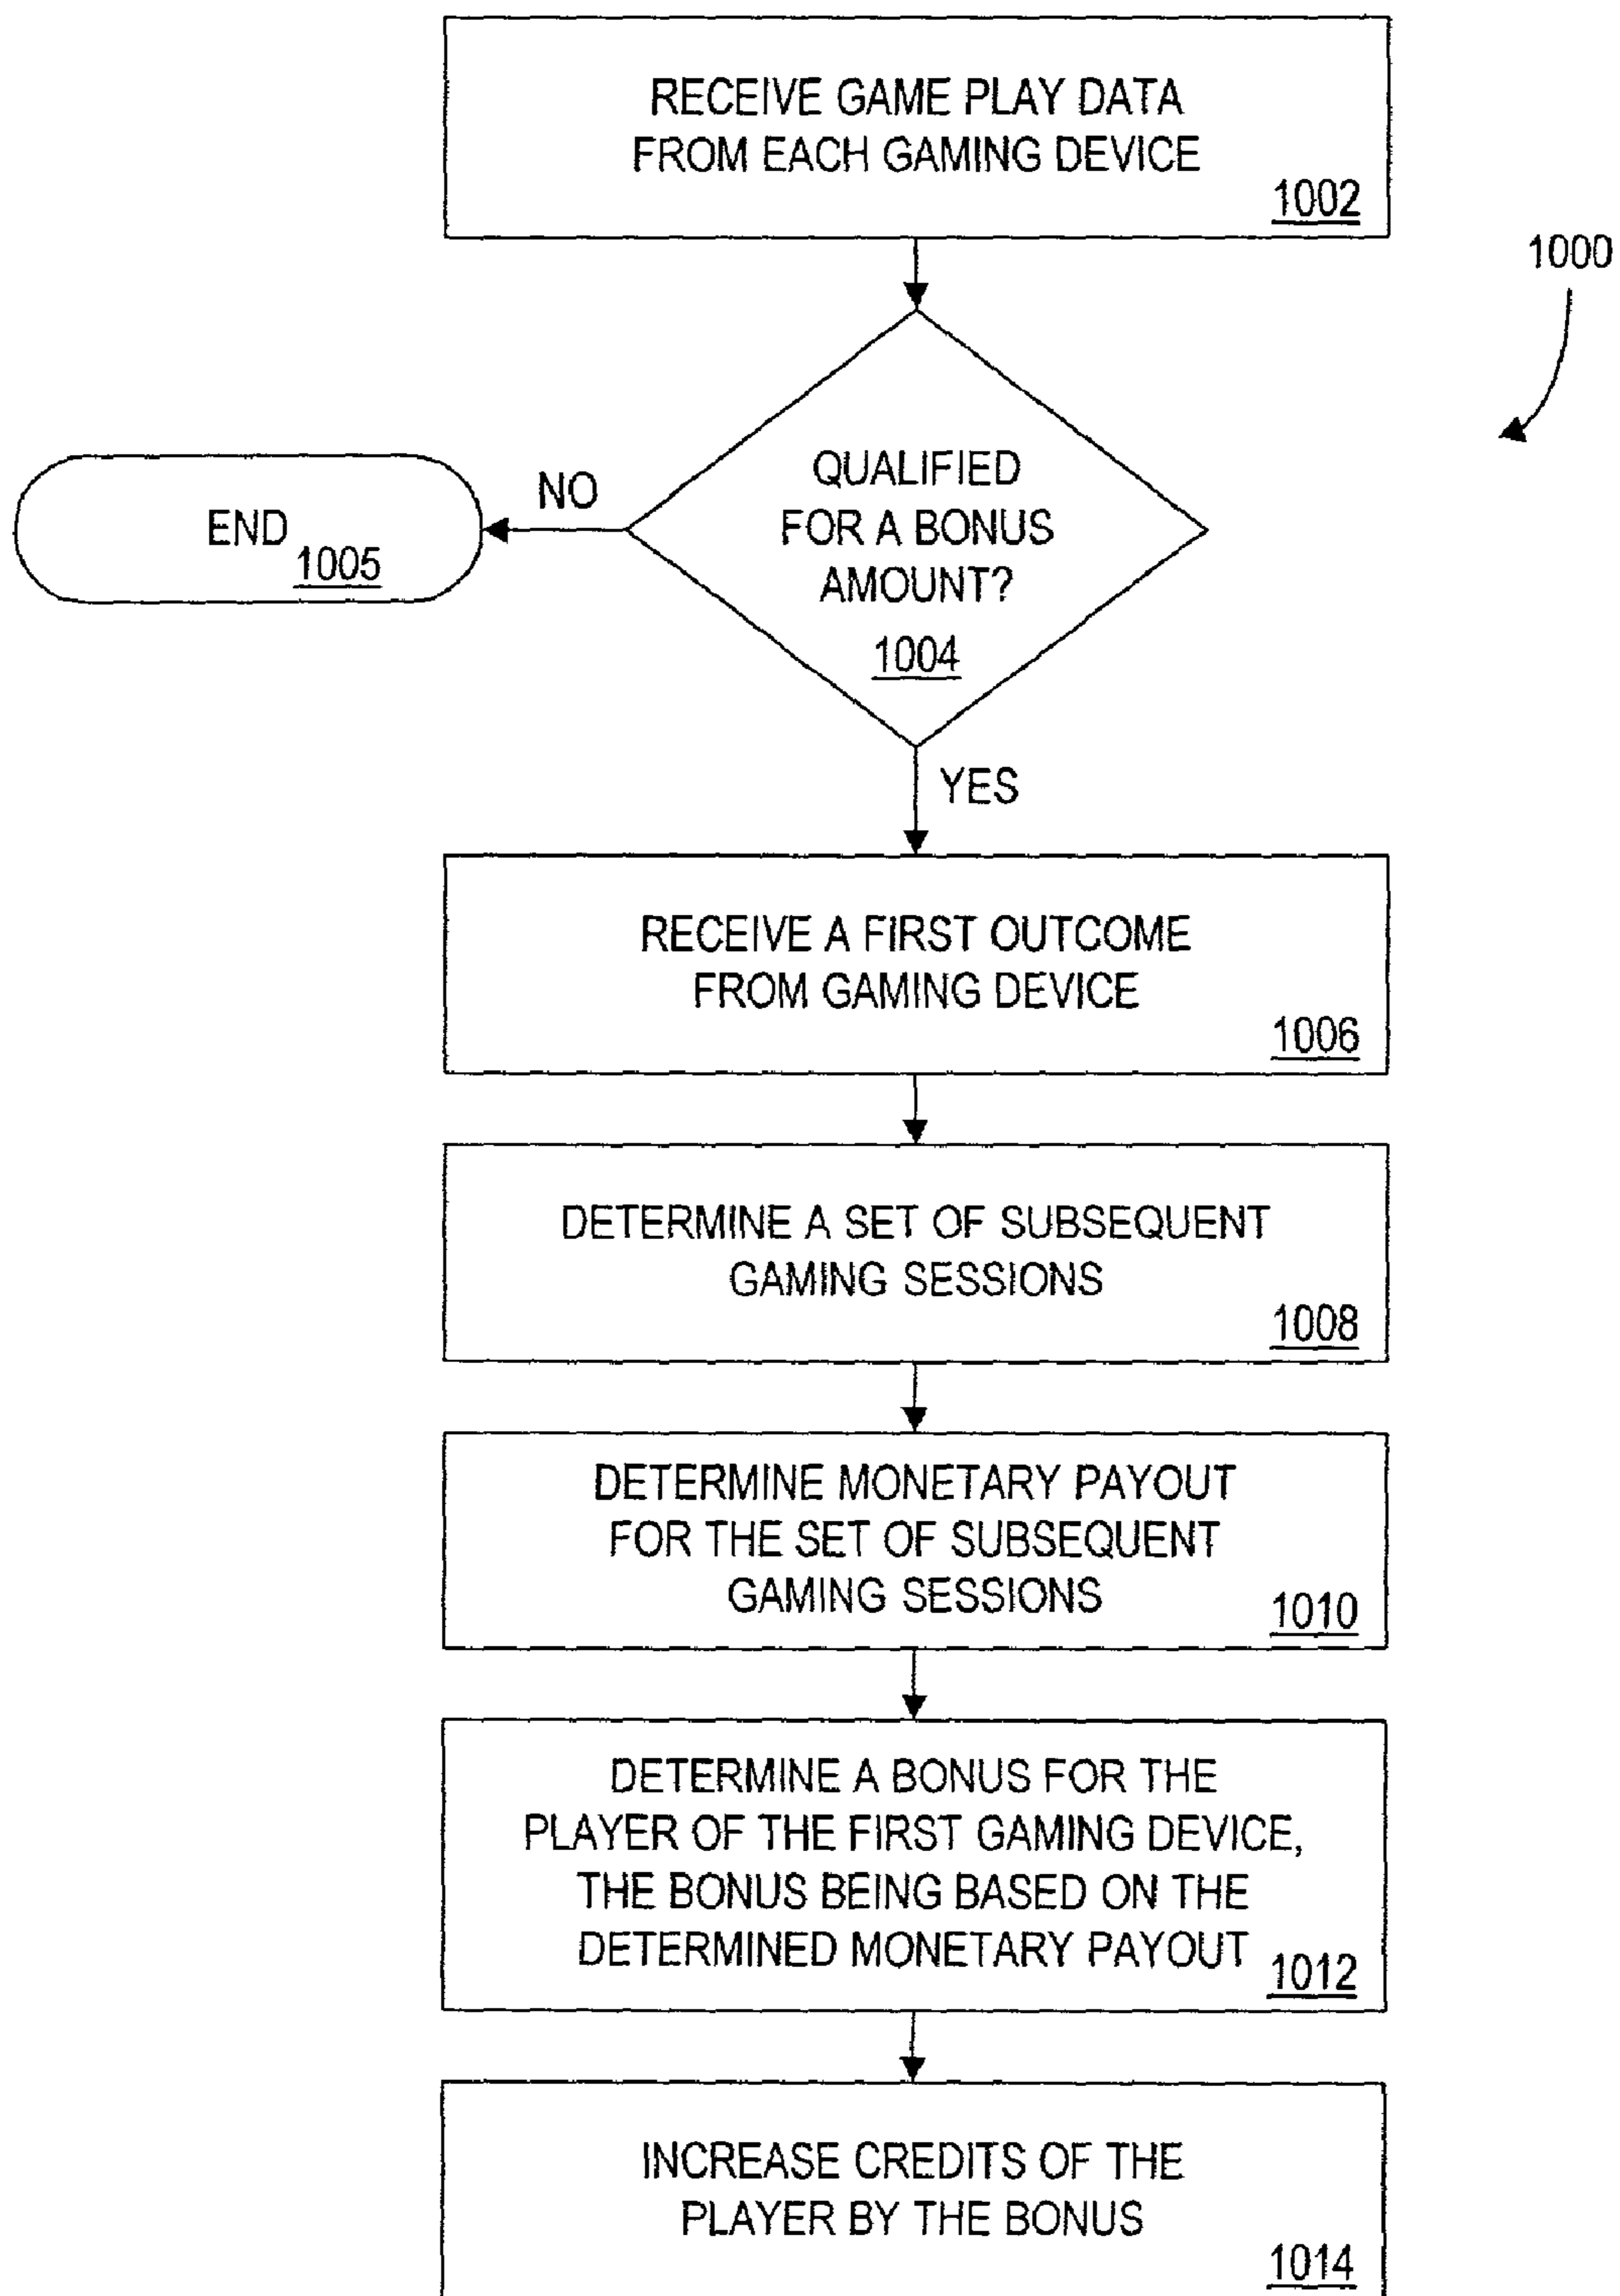 RECEIVE GAME PLAY DATA
FROM EACH GAMING DEVICE
1002
1000
QUALIFIED
FOR A BONUS
AMOUNT?
1004
NO
END
1005
YES
RECEIVE A FIRST OUTCOME
FROM GAMING DEVICE
1006
DETERMINE A SET OF SUBSEQUENT
GAMING SESSIONS
1008
DETERMINE MONETARY PAYOUT
FOR THE SET OF SUBSEQUENT
GAMING SESSIONS
1010
DETERMINE A BONUS FOR THE
PLAYER OF THE FIRST GAMING DEVICE,
THE BONUS BEING BASED ON THE
DETERMINED MONETARY PAYOUT
1012
INCREASE CREDITS OF THE
PLAYER BY THE BONUS
1014